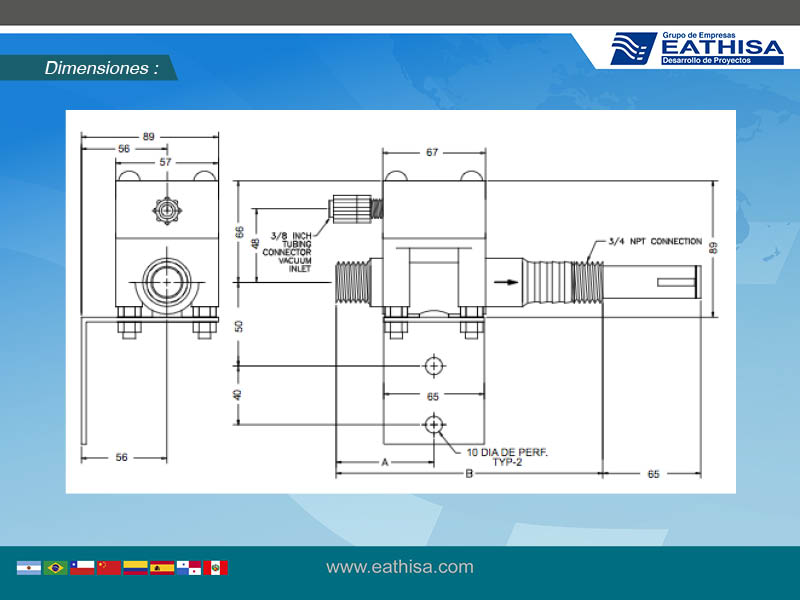 Grupo de Empresas
EATHISA
Desarrollo de Proyectos
Dimensiones :
89
56
57
67
66
48
3/8 INCH
TUBING
CONNECTOR
VACUUM
INLET
3/4 NPT CONNECTION
89
50
40
65
10 DIA DE PERF.
TYP-2
56
A
B
65
www.eathisa.com